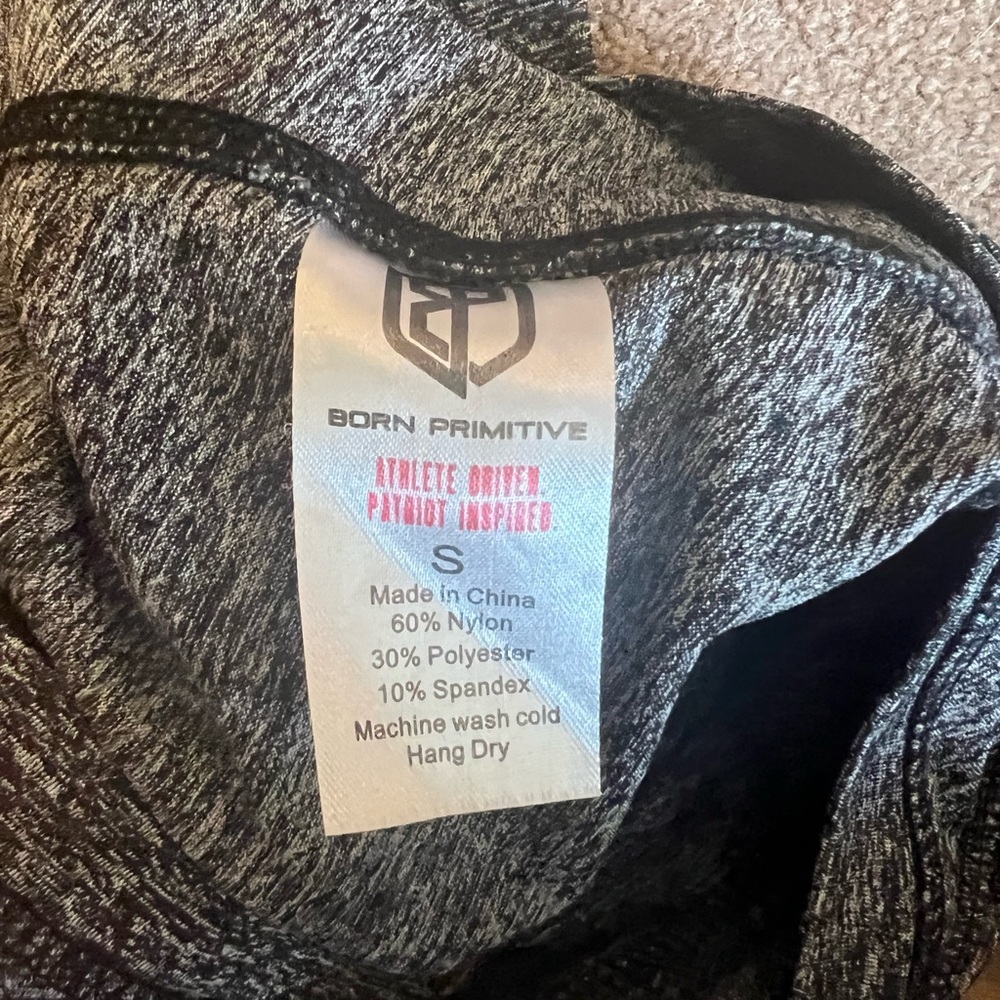 BORN PRIMITIVE
ATHLETE DRIVEN
PATRIOT INSPIRED
S
Made in China
60% Nylon
30% Polyester
10% Spandex
Machine wash cold
Hang Dry